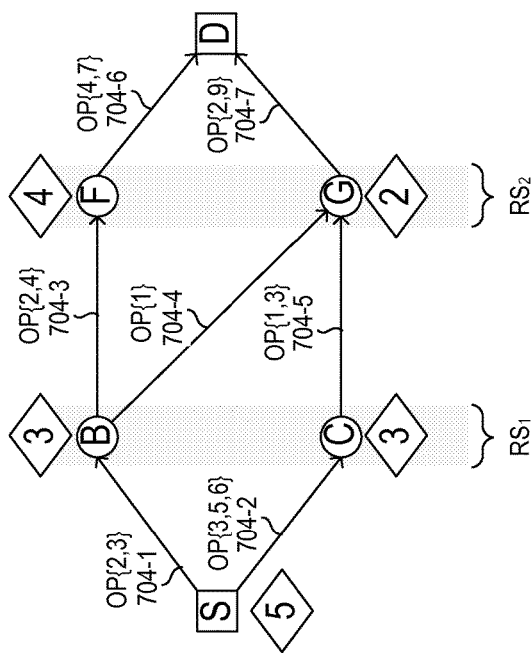 4
OP{4,7}
704-6
F
D
OP{2,4}
704-3
OP{2,9}
704-7
3
B
OP{1}
704-4
G
2
RS₂
OP{2,3}
704-1
OP{1,3}
704-5
S
5
OP{3,5,6}
704-2
C
3
RS₁